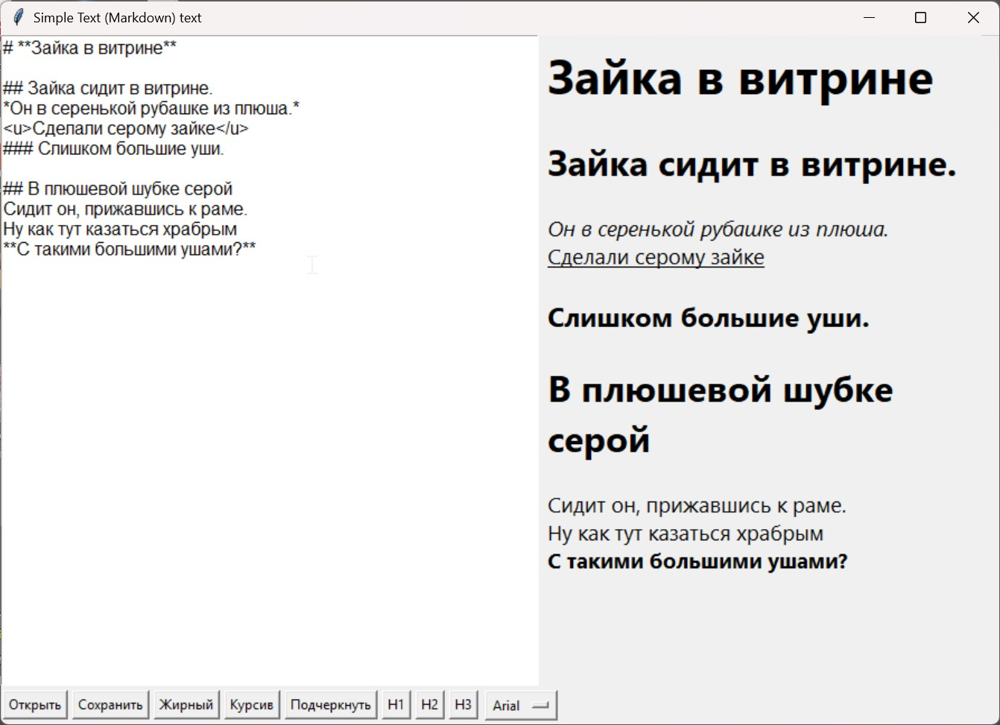 Simple Text (Markdown) text
# **Зайка в витрине**
## Зайка сидит в витрине.
*Он в серенькой рубашке из плюша.*
<u>Сделали серому зайке</u>
### Слишком большие уши.
## В плюшевой шубке серой
Сидит он, прижавшись к раме.
Ну как тут казаться храбрым
**С такими большими ушами?**
Зайка в витрине
Зайка сидит в витрине.
Он в серенькой рубашке из плюша.
Сделали серому зайке
Слишком большие уши.
В плюшевой шубке
серой
Сидит он, прижавшись к раме.
Ну как тут казаться храбрым
С такими большими ушами?
Открыть Сохранить Жирный Курсив Подчеркнуть H1 H2 H3 Arial